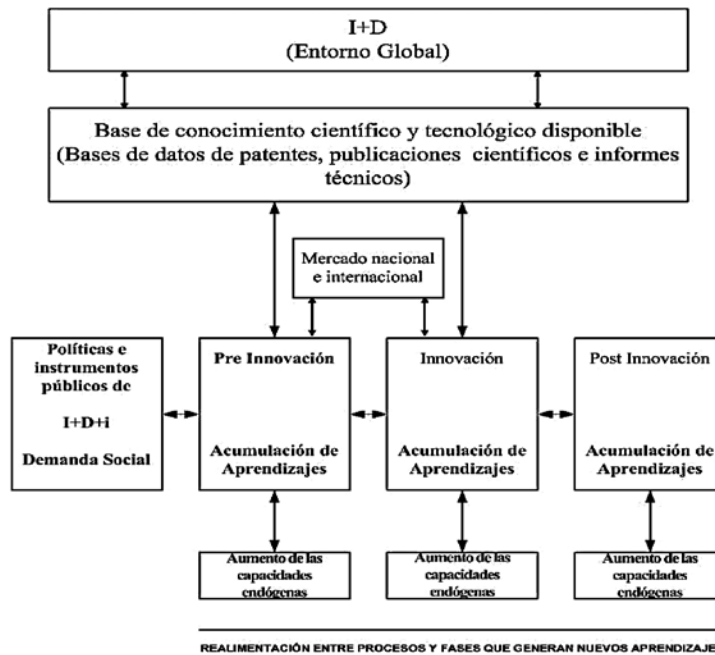 I+D
(Entorno Global)
Base de conocimiento científico y tecnológico disponible
(Bases de datos de patentes, publicaciones científicos e informes
técnicos)
Mercado nacional
e internacional
Políticas e
instrumentos
públicos de
I+D+i
Demanda Social
Pre Innovación
Acumulación de
Aprendizajes
Innovación
Acumulación de
Aprendizajes
Post Innovación
Acumulación de
Aprendizajes
Aumento de las
capacidades
endógenas
Aumento de las
capacidades
endógenas
Aumento de las
capacidades
endógenas
REALIMENTACIÓN ENTRE PROCESOS Y FASES QUE GENERAN NUEVOS APRENDIZAJE